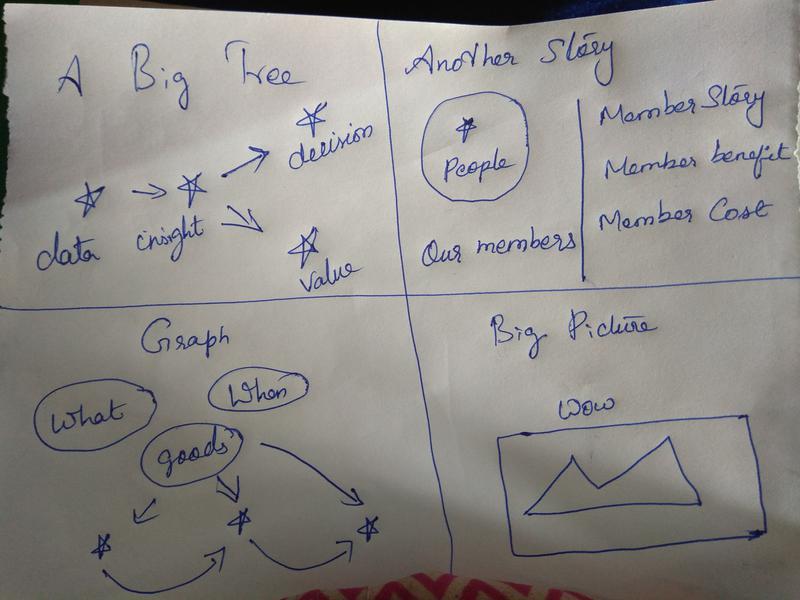 A Big Tree
decision
data
insight
value
Another Story
People
Our members
Member Story
Member benefit
Member Cost
Graph
What
When
goods
Big Picture
Wow